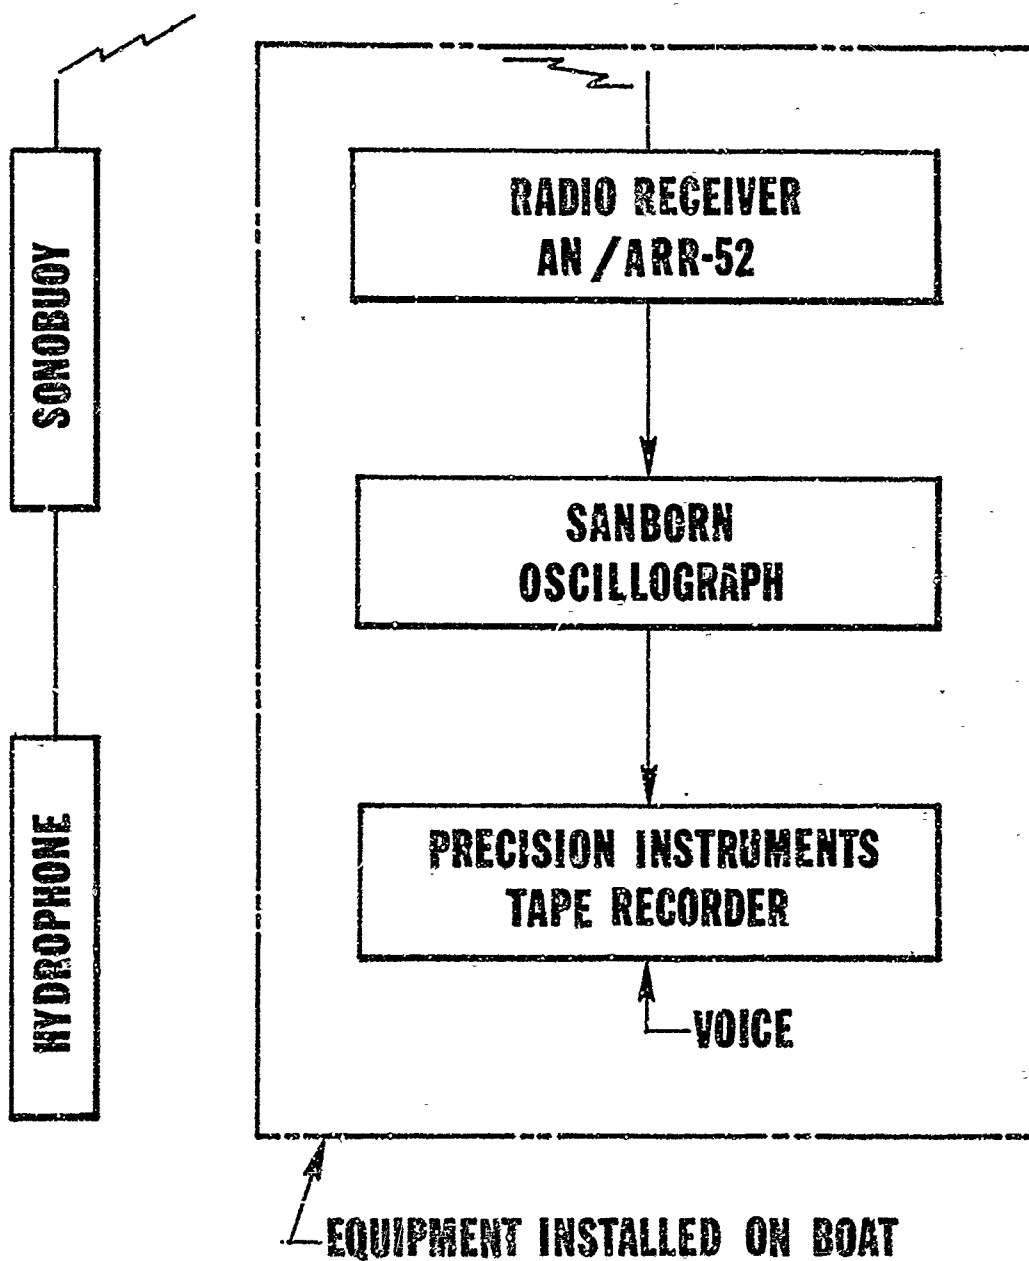 SONOBUOY
HYDROPHONE
RADIO RECEIVER
AN/ARR-52
SANBORN
OSCILLOGRAPH
PRECISION INSTRUMENTS
TAPE RECORDER
VOICE
EQUIPMENT INSTALLED ON BOAT